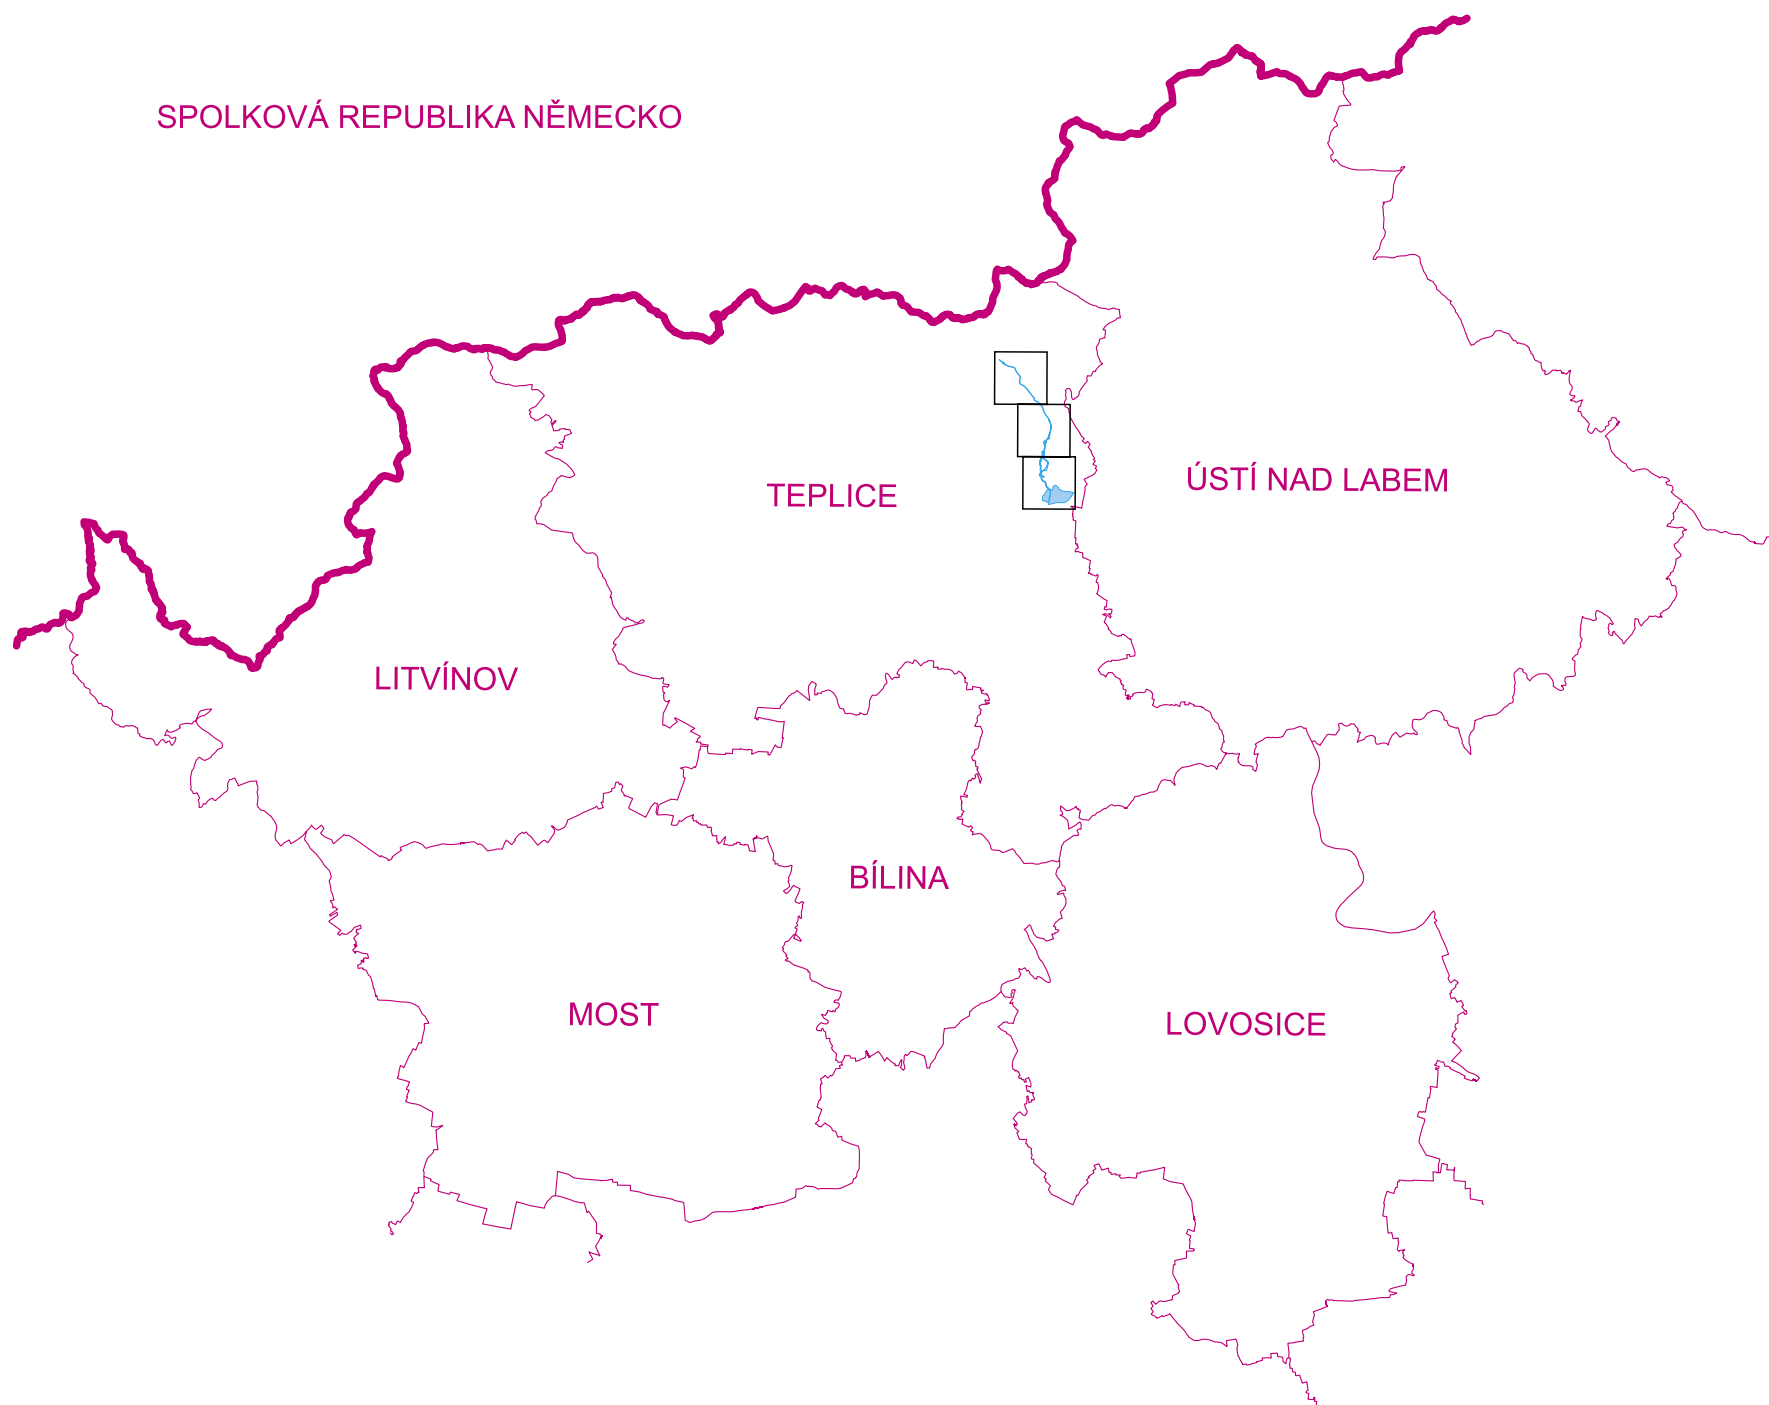 SPOLKOVÁ REPUBLIKA NĚMECKO
TEPLICE
ÚSTÍ NAD LABEM
LITVÍNOV
BÍLINA
MOST
LOVOSICE